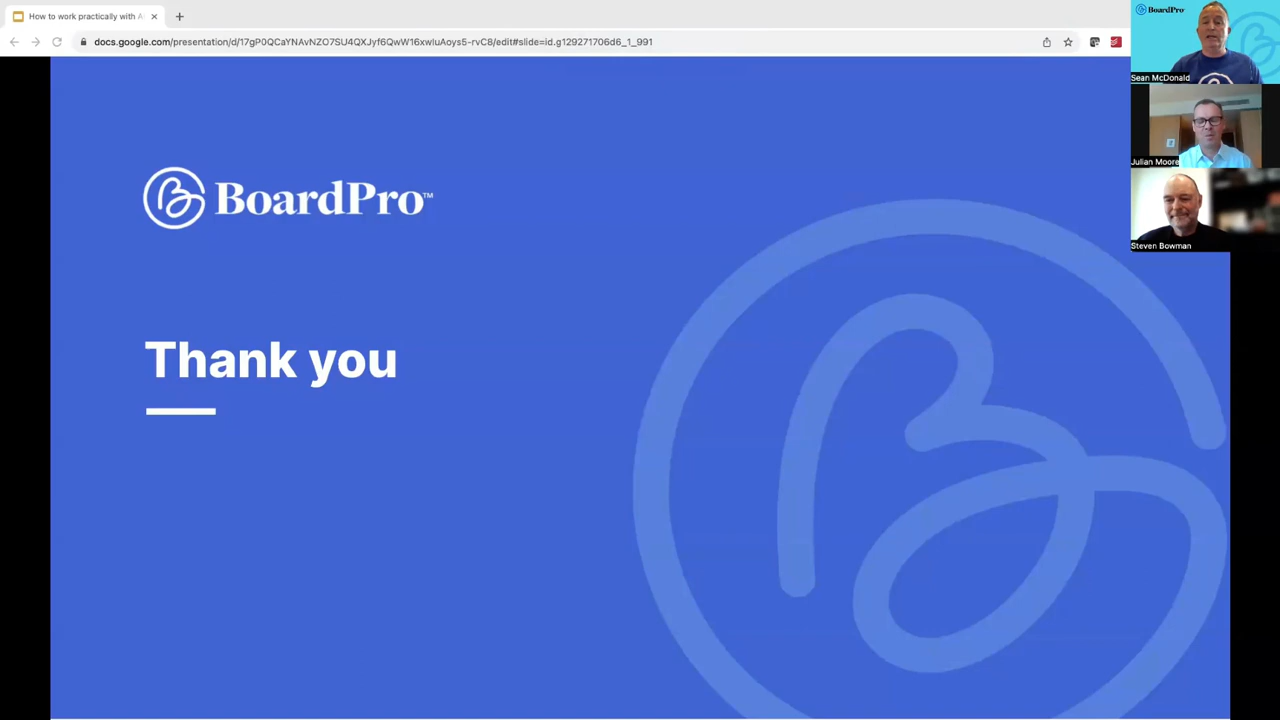 How to work practically with A
docs.google.com/presentation/d/17gP0QCaYNAvNZO7SU4QXJyf6QwW16xwluAoys5-rvC8/edit#slide=id.g129271706d6_1_991
BoardPro
Sean McDonald
Julian Moore
Steven Bowman
BoardPro™
Thank you